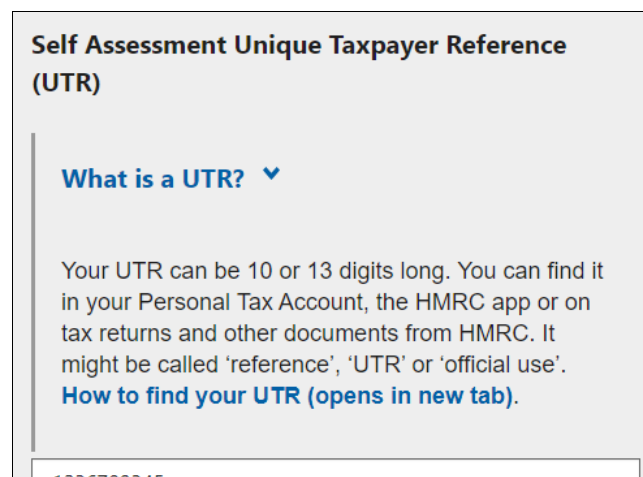 Self Assessment Unique Taxpayer Reference
(UTR)
What is a UTR?
Your UTR can be 10 or 13 digits long. You can find it
in your Personal Tax Account, the HMRC app or on
tax returns and other documents from HMRC. It
might be called ‘reference’, ‘UTR’ or ‘official use’.
How to find your UTR (opens in new tab).